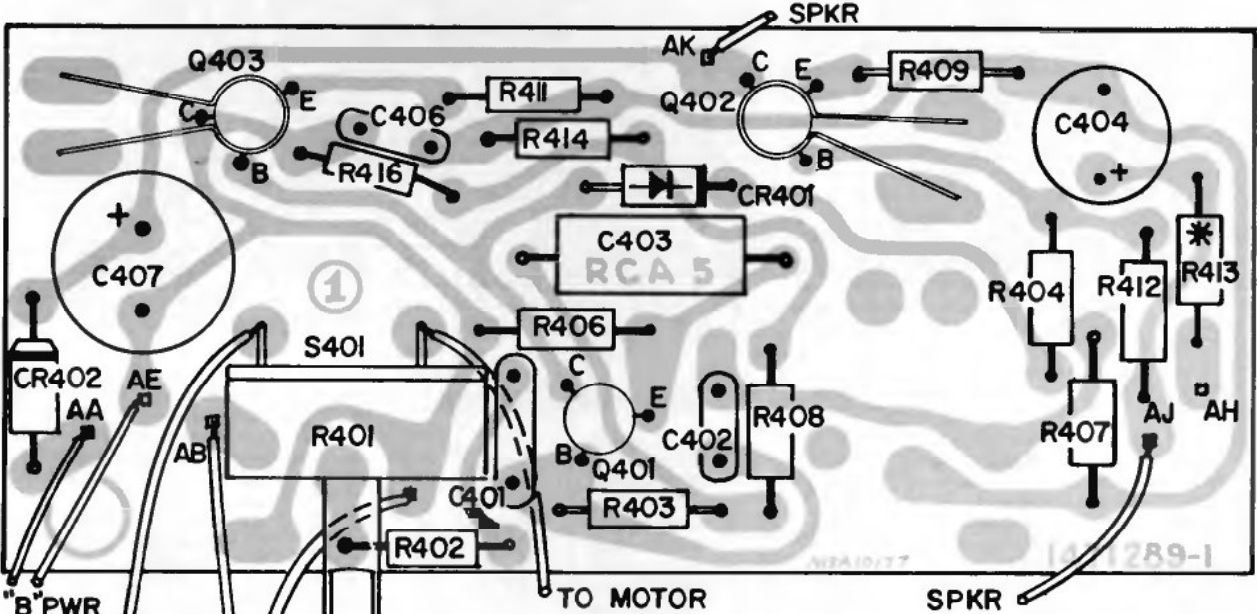 SPKR
AK
Q403
C
E
B
C406
R411
R414
R416
Q402
C
E
B
R409
C404
+
CR401
C403
RCA 5
+
C407
1
R404
R412
R413
R406
S401
CR402
AE
AA
AB
R401
C
E
B
Q401
C402
R408
R407
AJ
AH
C401
R403
R402
1421289-1
"B" PWR
TO MOTOR
SPKR